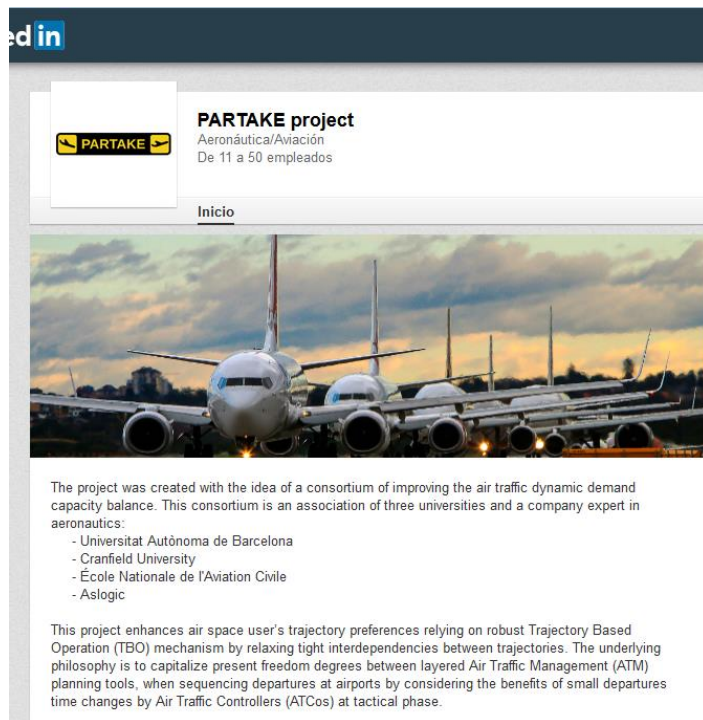 ed in
PARTAKE project
Aeronáutica/Aviación
PARTAKE
De 11 a 50 empleados
Inicio
The project was created with the idea of a consortium of improving the air traffic dynamic demand
capacity balance. This consortium is an association of three universities and a company expert in
aeronautics:
- Universitat Autònoma de Barcelona
- Cranfield University
- École Nationale de l'Aviation Civile
- Aslogic
This project enhances air space user's trajectory preferences relying on robust Trajectory Based
Operation (TBO) mechanism by relaxing tight interdependencies between trajectories. The underlying
philosophy is to capitalize present freedom degrees between layered Air Traffic Management (ATM)
planning tools, when sequencing departures at airports by considering the benefits of small departures
time changes by Air Traffic Controllers (ATCos) at tactical phase.